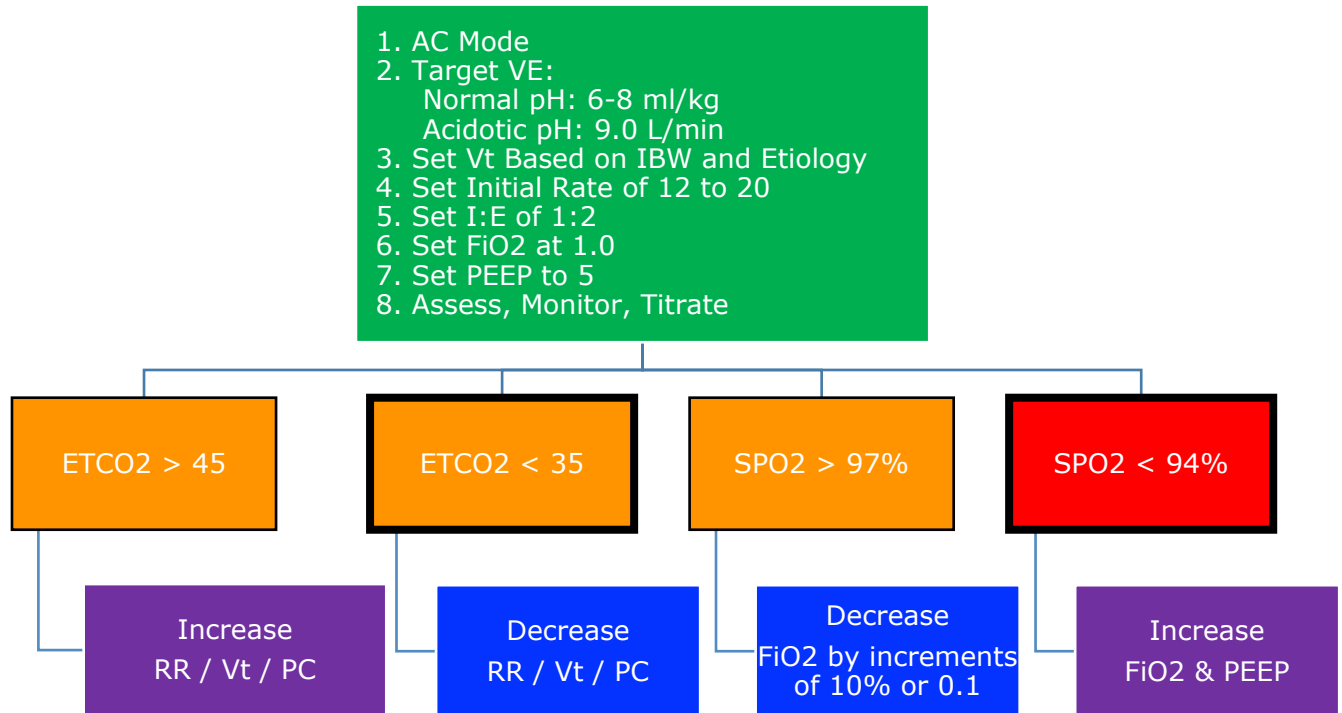 1. AC Mode
2. Target VE:
Normal pH: 6-8 ml/kg
Acidotic pH: 9.0 L/min
3. Set Vt Based on IBW and Etiology
4. Set Initial Rate of 12 to 20
5. Set I:E of 1:2
6. Set FiO2 at 1.0
7. Set PEEP to 5
8. Assess, Monitor, Titrate
ETCO2 > 45
ETCO2 < 35
SPO2 > 97%
SPO2 < 94%
Increase
RR / Vt / PC
Decrease
RR / Vt / PC
Decrease
FiO2 by increments
of 10% or 0.1
Increase
FiO2 & PEEP